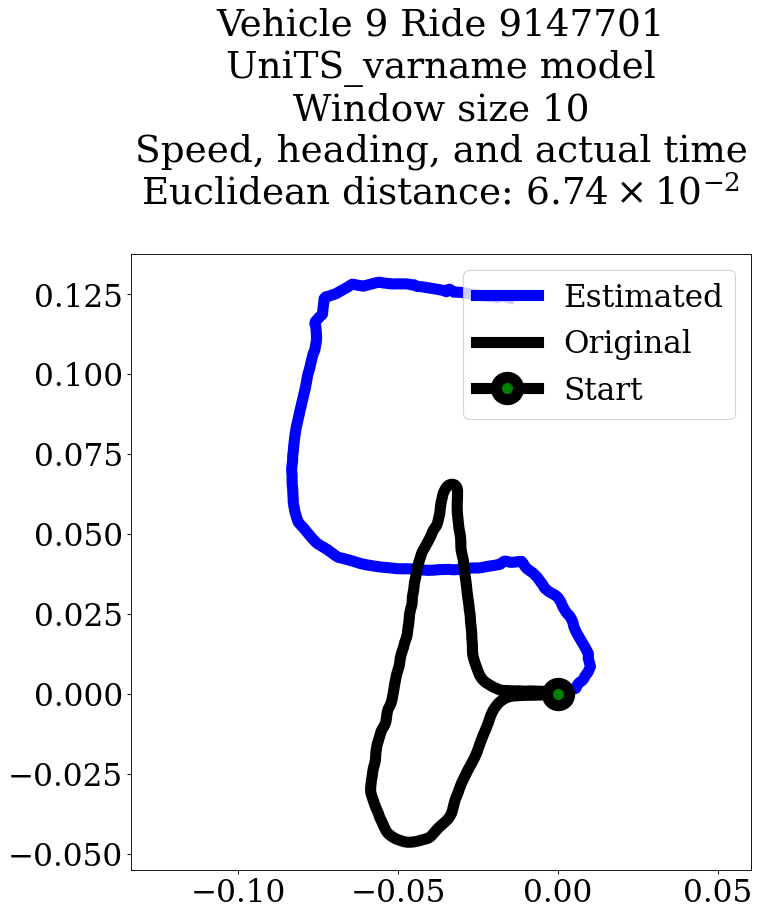 Vehicle 9 Ride 9147701
UniTS_varname model
Window size 10
Speed, heading, and actual time
Euclidean distance: 6.74 × 10⁻²
Estimated
Original
Start
0.125
0.100
0.075
0.050
0.025
0.000
−0.025
−0.050
−0.10 −0.05 0.00 0.05